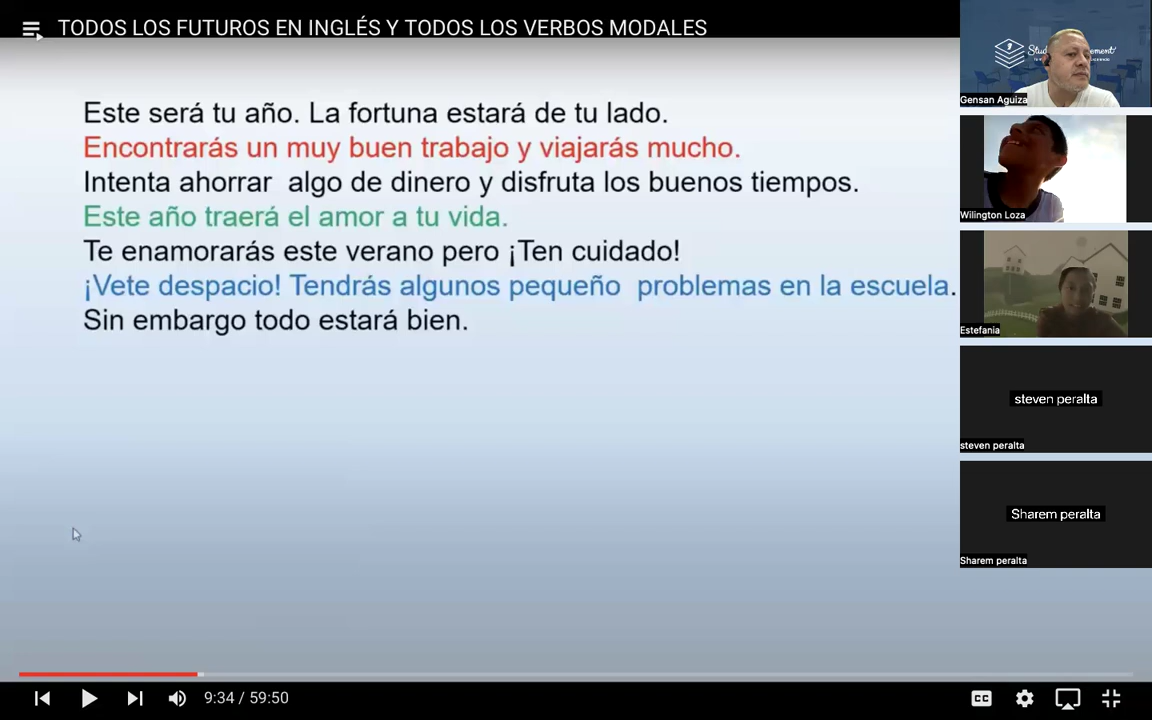 TODOS LOS FUTUROS EN INGLÉS Y TODOS LOS VERBOS MODALES
Este será tu año. La fortuna estará de tu lado.
Encontrarás un muy buen trabajo y viajarás mucho.
Intenta ahorrar algo de dinero y disfruta los buenos tiempos.
Este año traerá el amor a tu vida.
Te enamorarás este verano pero ¡Ten cuidado!
¡Vete despacio! Tendrás algunos pequeño problemas en la escuela.
Sin embargo todo estará bien.
Gensan Aguiza
Wilington Loza
Estefania
steven peralta
steven peralta
Sharem peralta
Sharem peralta
9:34 / 59:50
CC